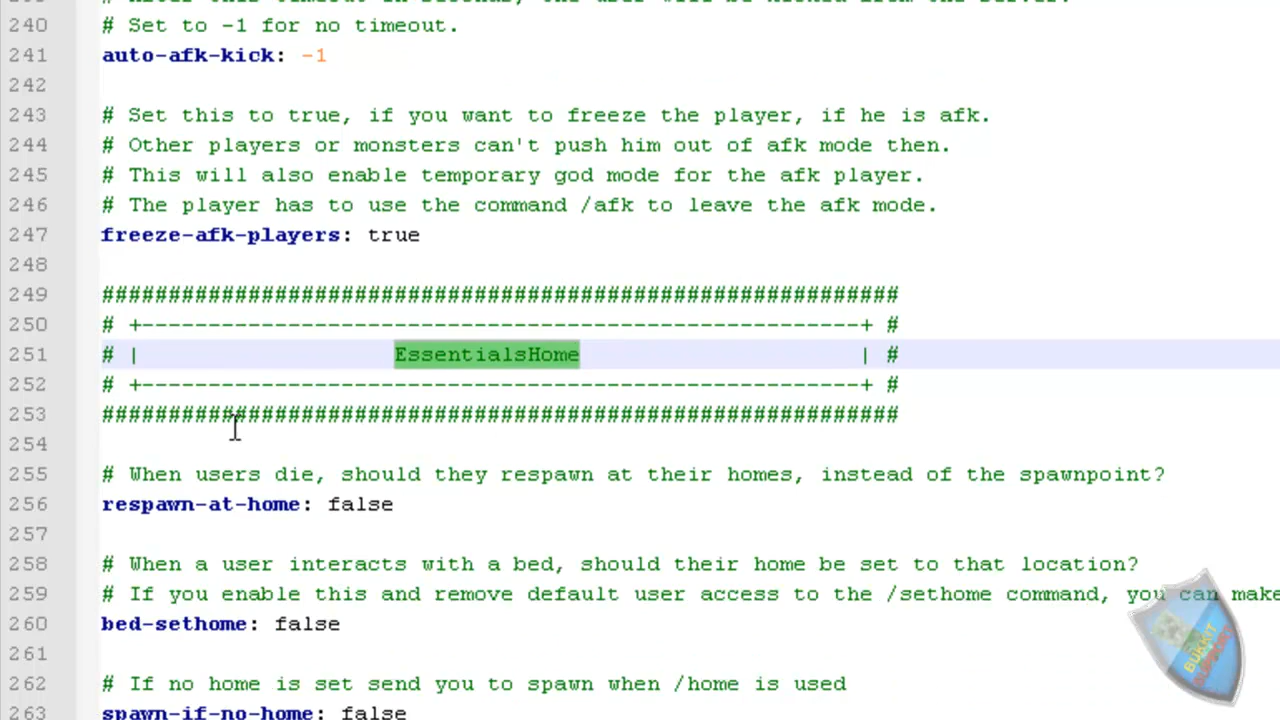 240 # Set to -1 for no timeout.
241 auto-afk-kick: -1
242
243 # Set this to true, if you want to freeze the player, if he is afk.
244 # Other players or monsters can't push him out of afk mode then.
245 # This will also enable temporary god mode for the afk player.
246 # The player has to use the command /afk to leave the afk mode.
247 freeze-afk-players: true
248
249 ############################################################
250 # +------------------------------------------------------+ #
251 # | EssentialsHome | #
252 # +------------------------------------------------------+ #
253 ############################################################
254
255 # When users die, should they respawn at their homes, instead of the spawnpoint?
256 respawn-at-home: false
257
258 # When a user interacts with a bed, should their home be set to that location?
259 # If you enable this and remove default user access to the /sethome command, you can make
260 bed-sethome: false
261
262 # If no home is set send you to spawn when /home is used
263 spawn-if-no-home: false
BUKKIT